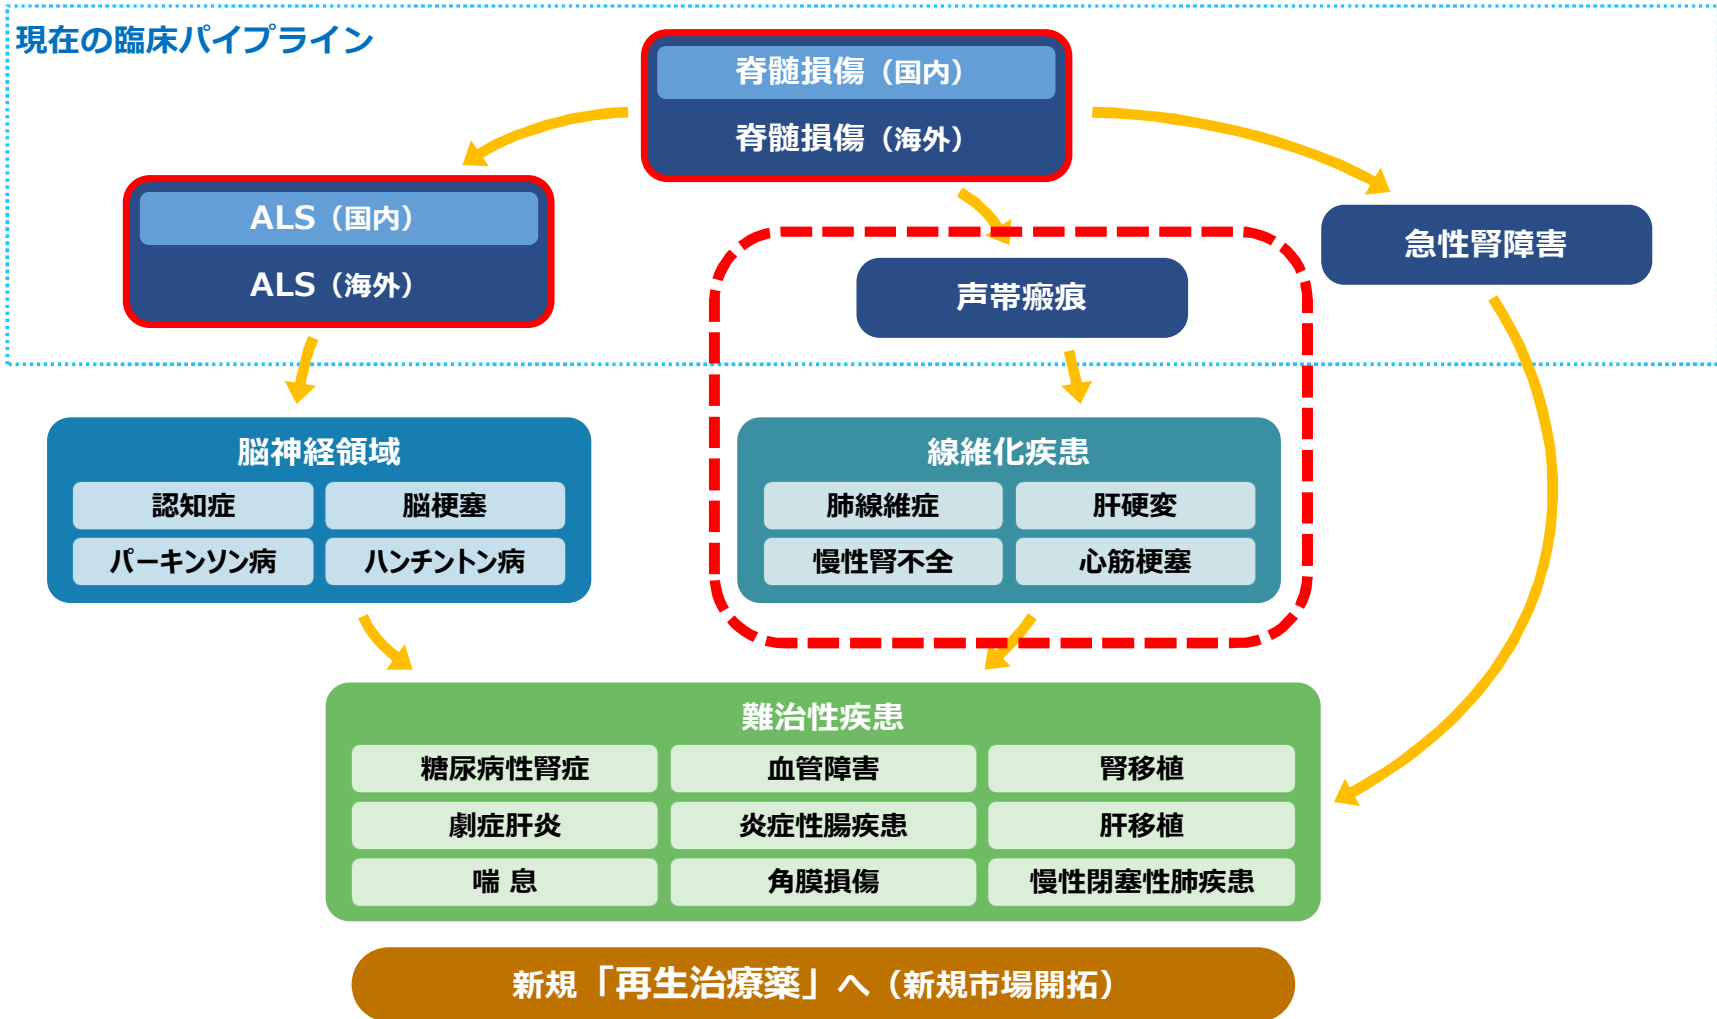 現在の臨床パイプライン
脊髄損傷（国内）
脊髄損傷（海外）
ALS（国内）
ALS（海外）
声帯瘢痕
急性腎障害
脳神経領域
認知症
脳梗塞
パーキンソン病
ハンチントン病
線維化疾患
肺線維症
肝硬変
慢性腎不全
心筋梗塞
難治性疾患
糖尿病性腎症
血管障害
腎移植
劇症肝炎
炎症性腸疾患
肝移植
喘 息
角膜損傷
慢性閉塞性肺疾患
新規「再生治療薬」へ（新規市場開拓）